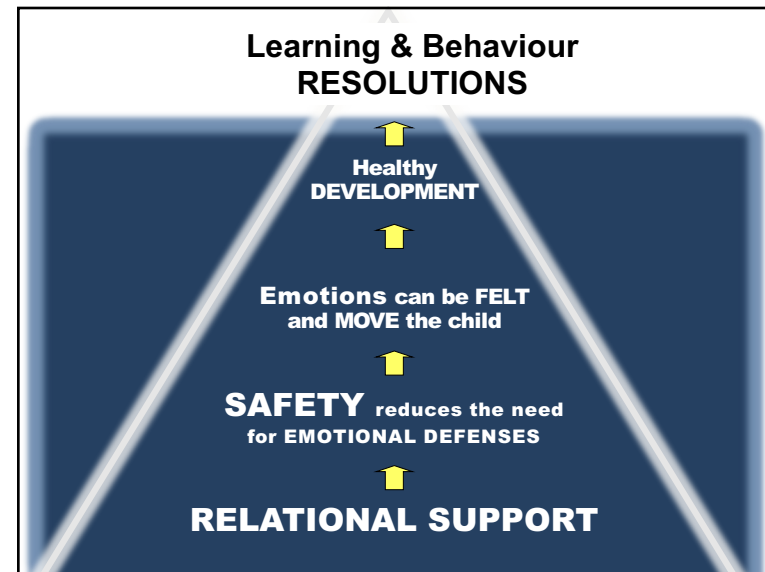 Learning & Behaviour
RESOLUTIONS
Healthy
DEVELOPMENT
Emotions can be FELT
and MOVE the child
SAFETY reduces the need
for EMOTIONAL DEFENSES
RELATIONAL SUPPORT